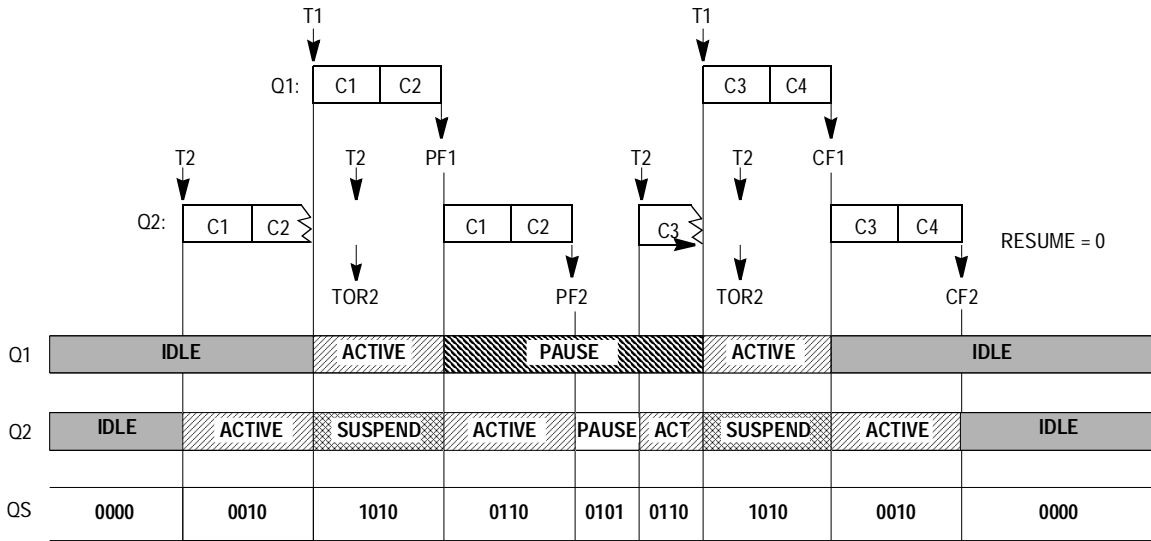 T1 T1
Q1: C1 C2 C3 C4
T2 T2 PF1 T2 T2 CF1
Q2: C1 C2 C1 C2 C3 C3 C4
RESUME = 0
TOR2 PF2 TOR2 CF2
Q1 IDLE ACTIVE PAUSE ACTIVE IDLE
Q2 IDLE ACTIVE SUSPEND ACTIVE PAUSE ACT SUSPEND ACTIVE IDLE
QS 0000 0010 1010 0110 0101 0110 1010 0010 0000